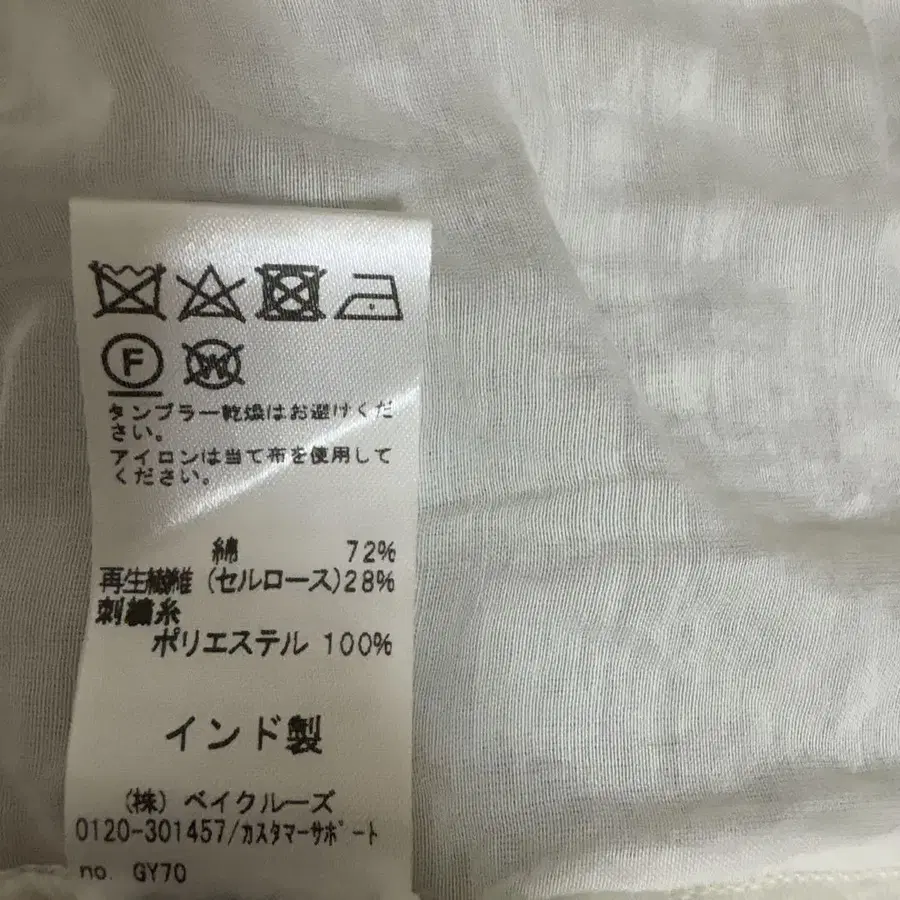 F W
タンブラー乾燥はお避けくだ
さい。
アイロンは当て布を使用して
ください。
綿 72%
再生繊維 (セルロース)28%
刺繍糸
ポリエステル 100%
インド製
(株) ベイクルーズ
0120-301457/カスタマーサポート
no. GY70